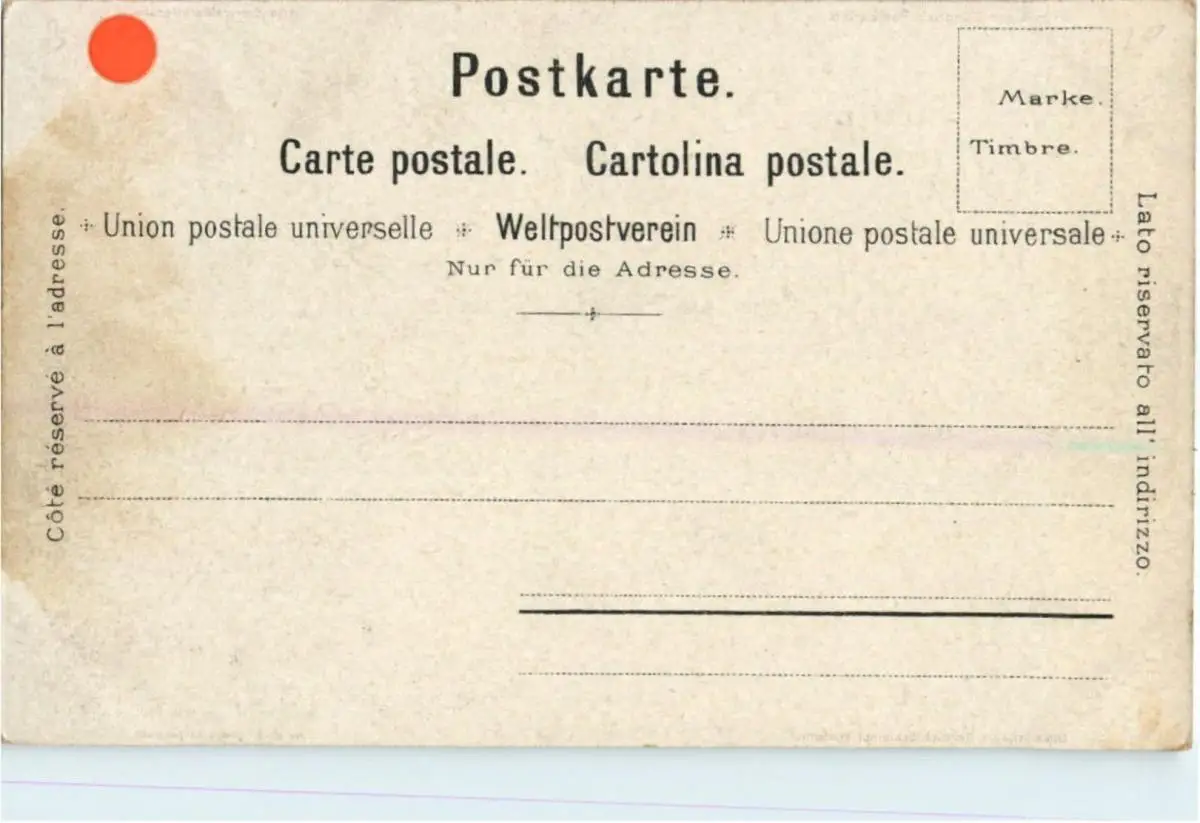 Postkarte.
Marke.
Timbre.
Carte postale. Cartolina postale.
Union postale universelle Weltpostverein Unione postale universale
Nur für die Adresse.
Côté réservé à l'adresse.
Lato riservato all' indirizzo.